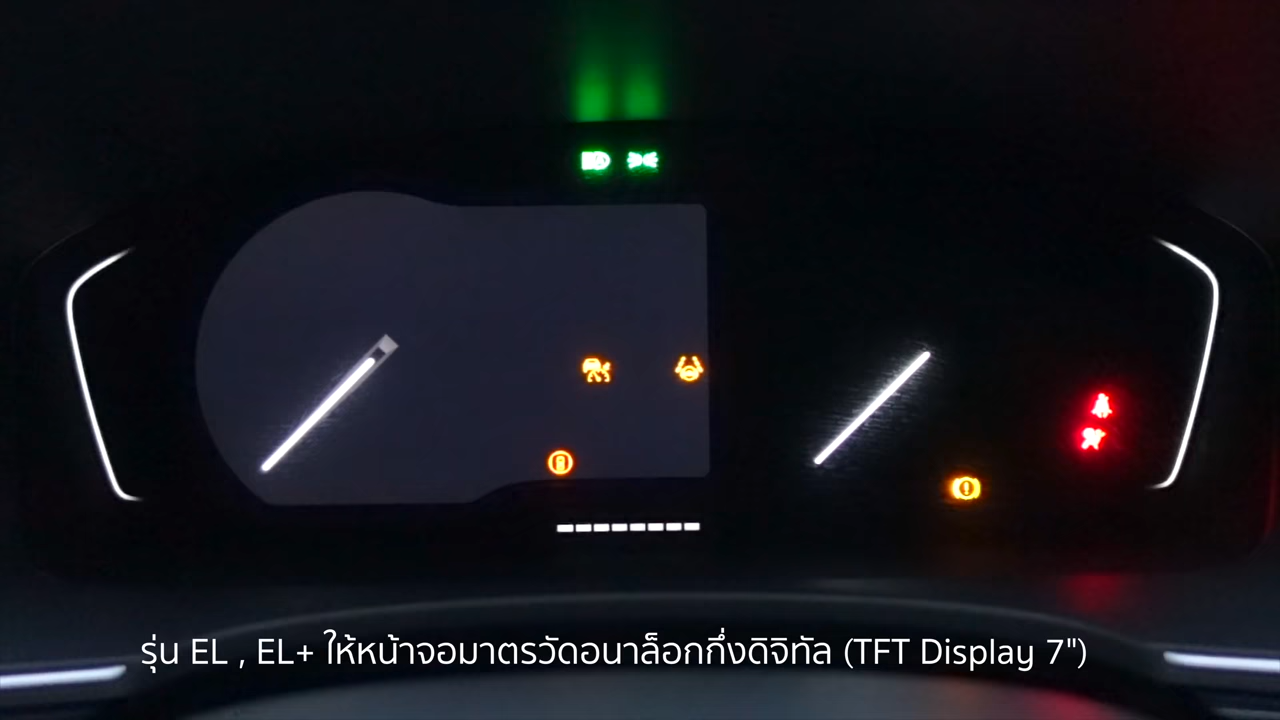 รุ่น EL , EL+ ให้หน้าจอมาตรวัดอนาล็อกกึ่งดิจิทัล (TFT Display 7")